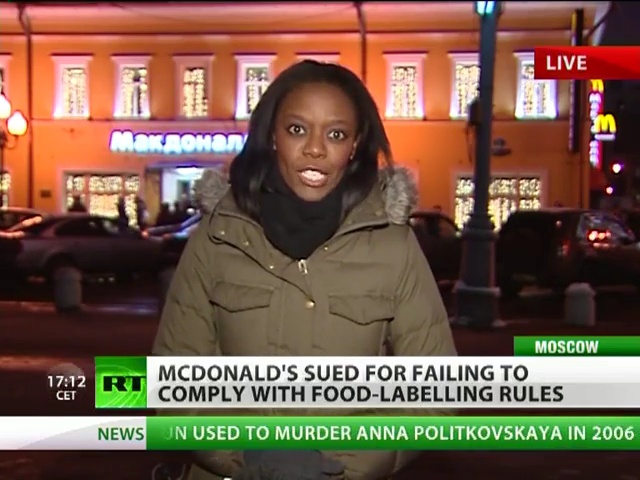 LIVE
Макдонал
MOSCOW
17:12
CET
RT
MCDONALD'S SUED FOR FAILING TO
COMPLY WITH FOOD-LABELLING RULES
NEWS
UN USED TO MURDER ANNA POLITKOVSKAYA IN 2006